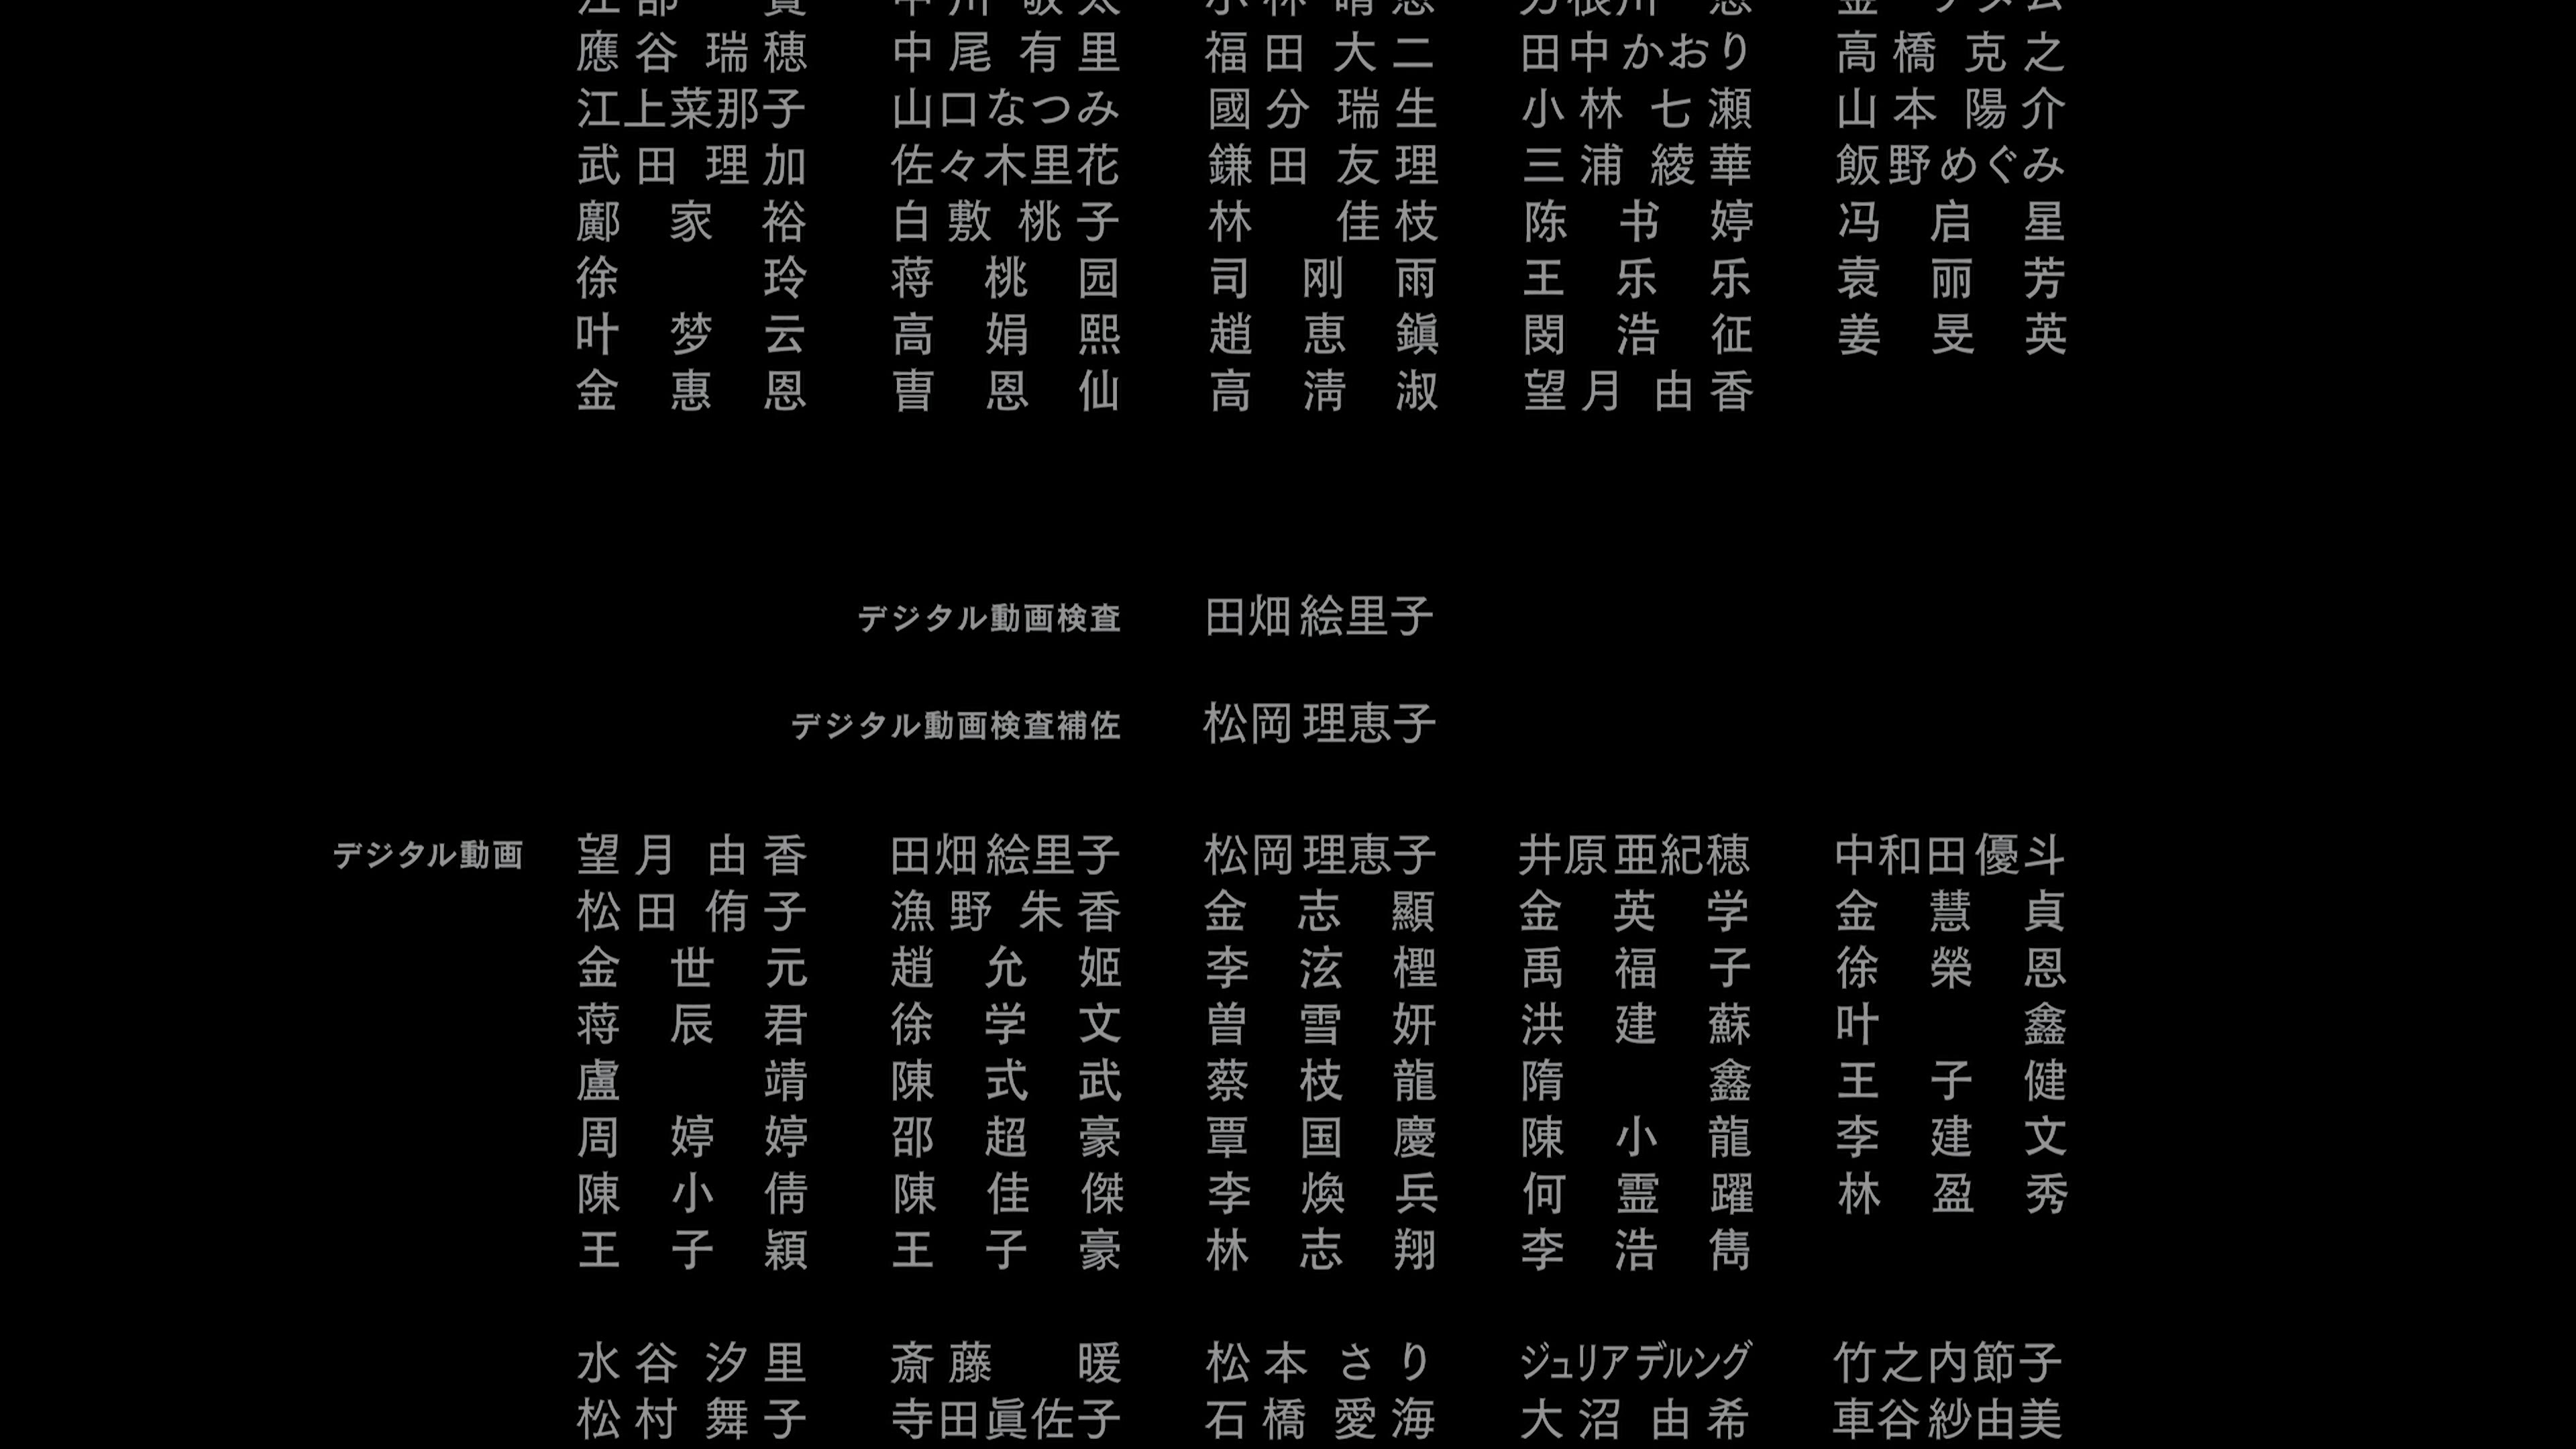 應谷 瑞穂 中尾 有里 福田 大二 田中かおり 高橋 克之
江上菜那子 山口なつみ 國分 瑞生 小林 七瀬 山本 陽介
武田 理加 佐々木里花 鎌田 友理 三浦 綾華 飯野めぐみ
鄺家裕 白敷 桃子 林 佳枝 陈书婷 冯启星
徐玲 蒋桃园 司刚雨 王乐乐 袁丽芳
叶梦云 高娟熙 趙恵鎭 閔浩征 姜旻英
金惠恩 曺恩仙 高淸淑 望月 由香
デジタル動画検査 田畑 絵里子
デジタル動画検査補佐 松岡 理恵子
デジタル動画 望月 由香 田畑 絵里子 松岡 理恵子 井原 亜紀穂 中和田 優斗
松田 侑子 漁野 朱香 金志顯 金英学 金慧貞
金世元 趙允姫 李泫檉 禹福子 徐榮恩
蒋辰君 徐学文 曽雪妍 洪建蘇 叶鑫
盧靖 陳式武 蔡枝龍 隋鑫 王子健
周婷婷 邵超豪 覃国慶 陳小龍 李建文
陳小倩 陳佳傑 李煥兵 何霊躍 林盈秀
王子穎 王子豪 林志翔 李浩雋
水谷 汐里 斎藤 暖 松本 さり ジュリア デルング 竹之内節子
松村 舞子 寺田眞佐子 石橋 愛海 大沼 由希 車谷紗由美